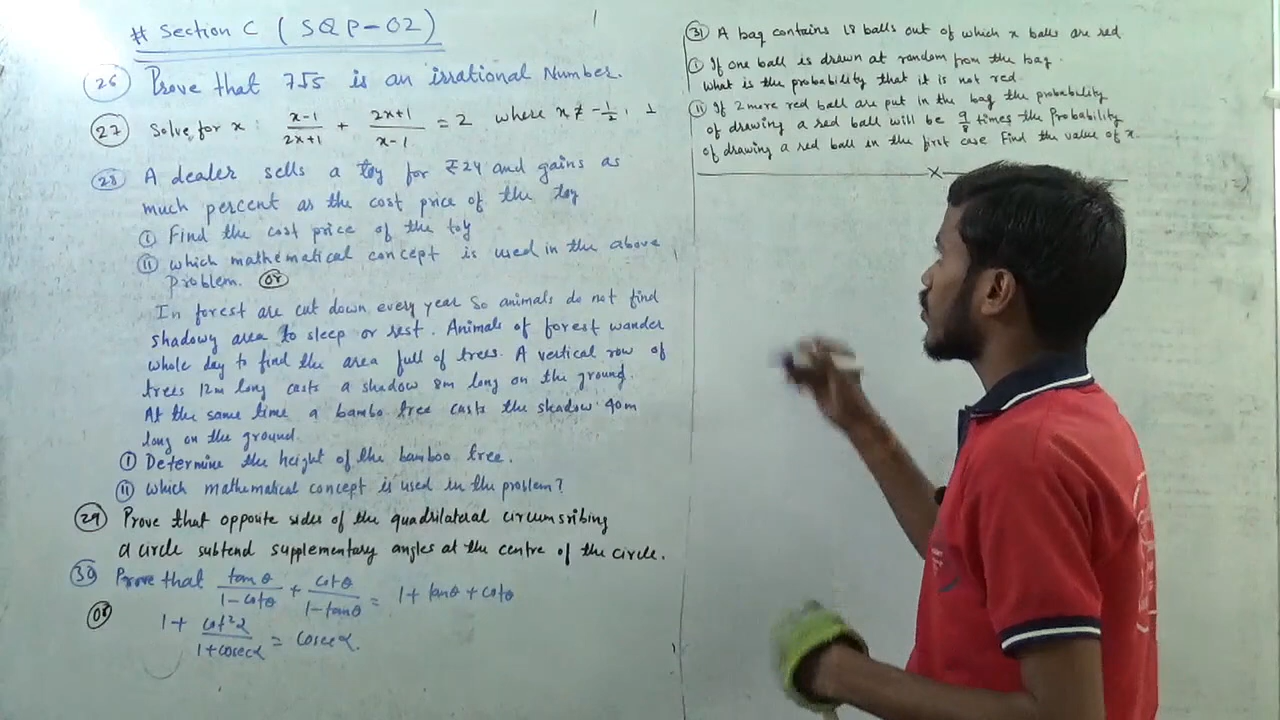 # Section C ( SQP-02)
26 Prove that 7√5 is an irrational Number.
27 Solve for x : (x-1)/(2x+1) + (2x+1)/(x-1) = 2 where x ≠ -1/2, 1
28 A dealer sells a toy for ₹24 and gains as
much percent as the cost price of the toy
i Find the cost price of the toy
ii which mathematical concept is used in the above
problem. or
In forest are cut down every year So animals do not find
shadowy area to sleep or rest. Animals of forest wander
whole day to find the area full of trees. A vertical row of
trees 12m long casts a shadow 8m long on the ground.
At the same time a bambo tree casts the shadow 40m
long on the ground.
i Determine the height of the bamboo tree.
ii which mathematical concept is used in the problem?
29 Prove that opposite sides of the quadrilateral circumsribing
a circle subtend supplementary angles at the centre of the circle.
30 Prove that tanθ/(1-cotθ) + cotθ/(1-tanθ) = 1+tanθ+cotθ
or 1+ cot²α/(1+cosecα) = cosecα.
31 A bag contains 18 balls out of which x balls are red.
i If one ball is drawn at random from the bag.
what is the probability that it is not red.
ii If 2 more red ball are put in the bag the probability
of drawing a red ball will be 9/8 times the Probability
of drawing a red ball in the first case Find the value of x.